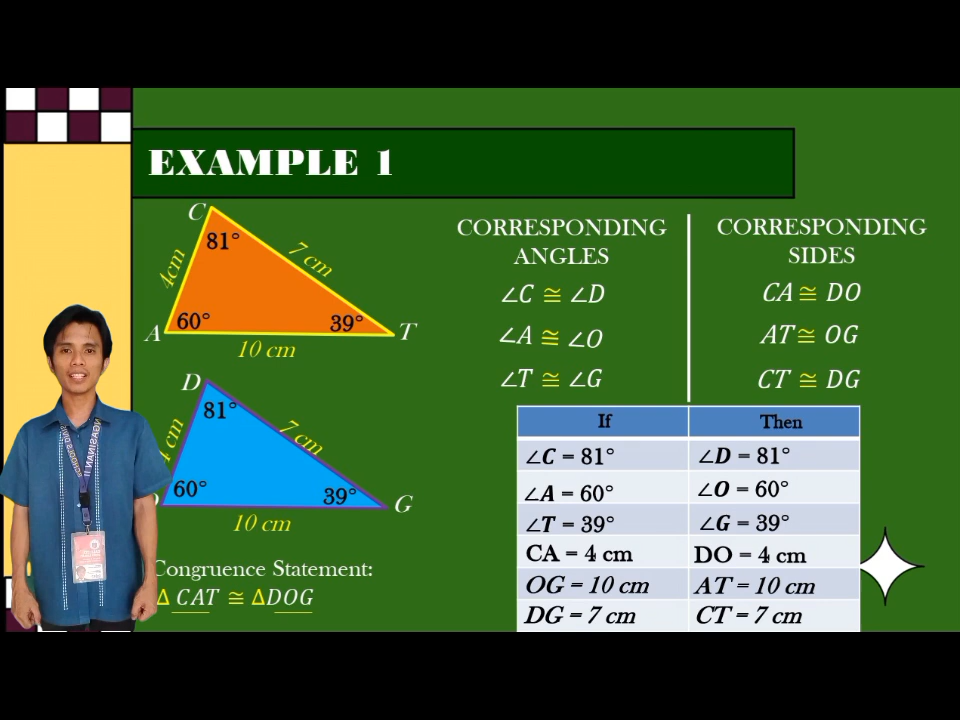 EXAMPLE 1
C
81°
4cm
7 cm
A
60°
39°
T
10 cm
D
81°
cm
7 cm
60°
39°
G
10 cm
Congruence Statement:
Δ CAT ≅ ΔDOG
CORRESPONDING
ANGLES
∠C ≅ ∠D
∠A ≅ ∠O
∠T ≅ ∠G
CORRESPONDING
SIDES
CA ≅ DO
AT ≅ OG
CT ≅ DG
If Then
∠C = 81° ∠D = 81°
∠A = 60° ∠O = 60°
∠T = 39° ∠G = 39°
CA = 4 cm DO = 4 cm
OG = 10 cm AT = 10 cm
DG = 7 cm CT = 7 cm